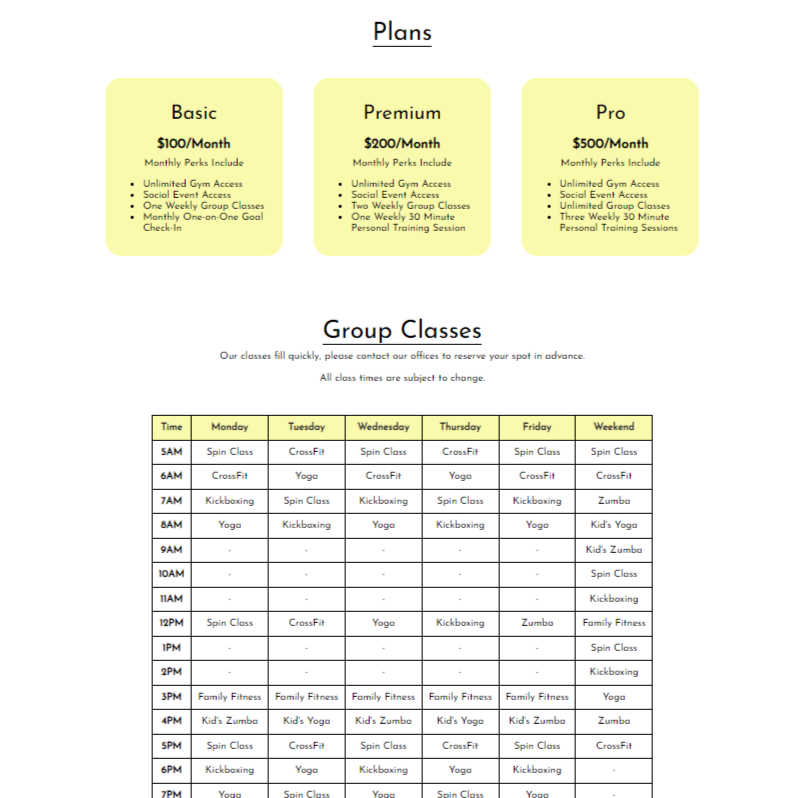 Plans
Basic
$100/Month
Monthly Perks Include
Unlimited Gym Access
Social Event Access
One Weekly Group Classes
Monthly One-on-One Goal
Check-In
Premium
$200/Month
Monthly Perks Include
Unlimited Gym Access
Social Event Access
Two Weekly Group Classes
One Weekly 30 Minute
Personal Training Session
Pro
$500/Month
Monthly Perks Include
Unlimited Gym Access
Social Event Access
Unlimited Group Classes
Three Weekly 30 Minute
Personal Training Sessions
Group Classes
Our classes fill quickly, please contact our offices to reserve your spot in advance.
All class times are subject to change.
Time Monday Tuesday Wednesday Thursday Friday Weekend
5AM Spin Class CrossFit Spin Class CrossFit Spin Class Spin Class
6AM CrossFit Yoga CrossFit Yoga CrossFit CrossFit
7AM Kickboxing Spin Class Kickboxing Spin Class Kickboxing Zumba
8AM Yoga Kickboxing Yoga Kickboxing Yoga Kid's Yoga
9AM - - - - - Kid's Zumba
10AM - - - - - Spin Class
11AM - - - - - Kickboxing
12PM Spin Class CrossFit Yoga Kickboxing Zumba Family Fitness
1PM - - - - - Spin Class
2PM - - - - - Kickboxing
3PM Family Fitness Family Fitness Family Fitness Family Fitness Family Fitness Yoga
4PM Kid's Zumba Kid's Yoga Kid's Zumba Kid's Yoga Kid's Zumba Zumba
5PM Spin Class CrossFit Spin Class CrossFit Spin Class CrossFit
6PM Kickboxing Yoga Kickboxing Yoga Kickboxing -
7PM Yoga Spin Class Yoga Spin Class Yoga -